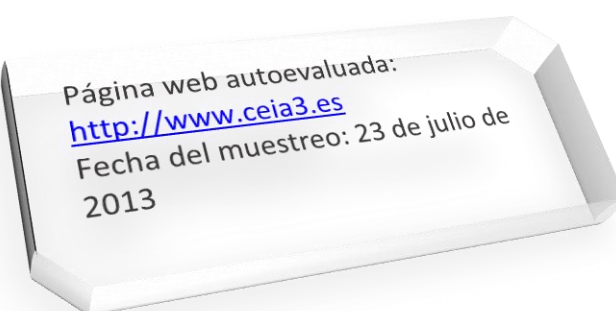 Página web autoevaluada:
http://www.ceia3.es
Fecha del muestreo: 23 de julio de
2013